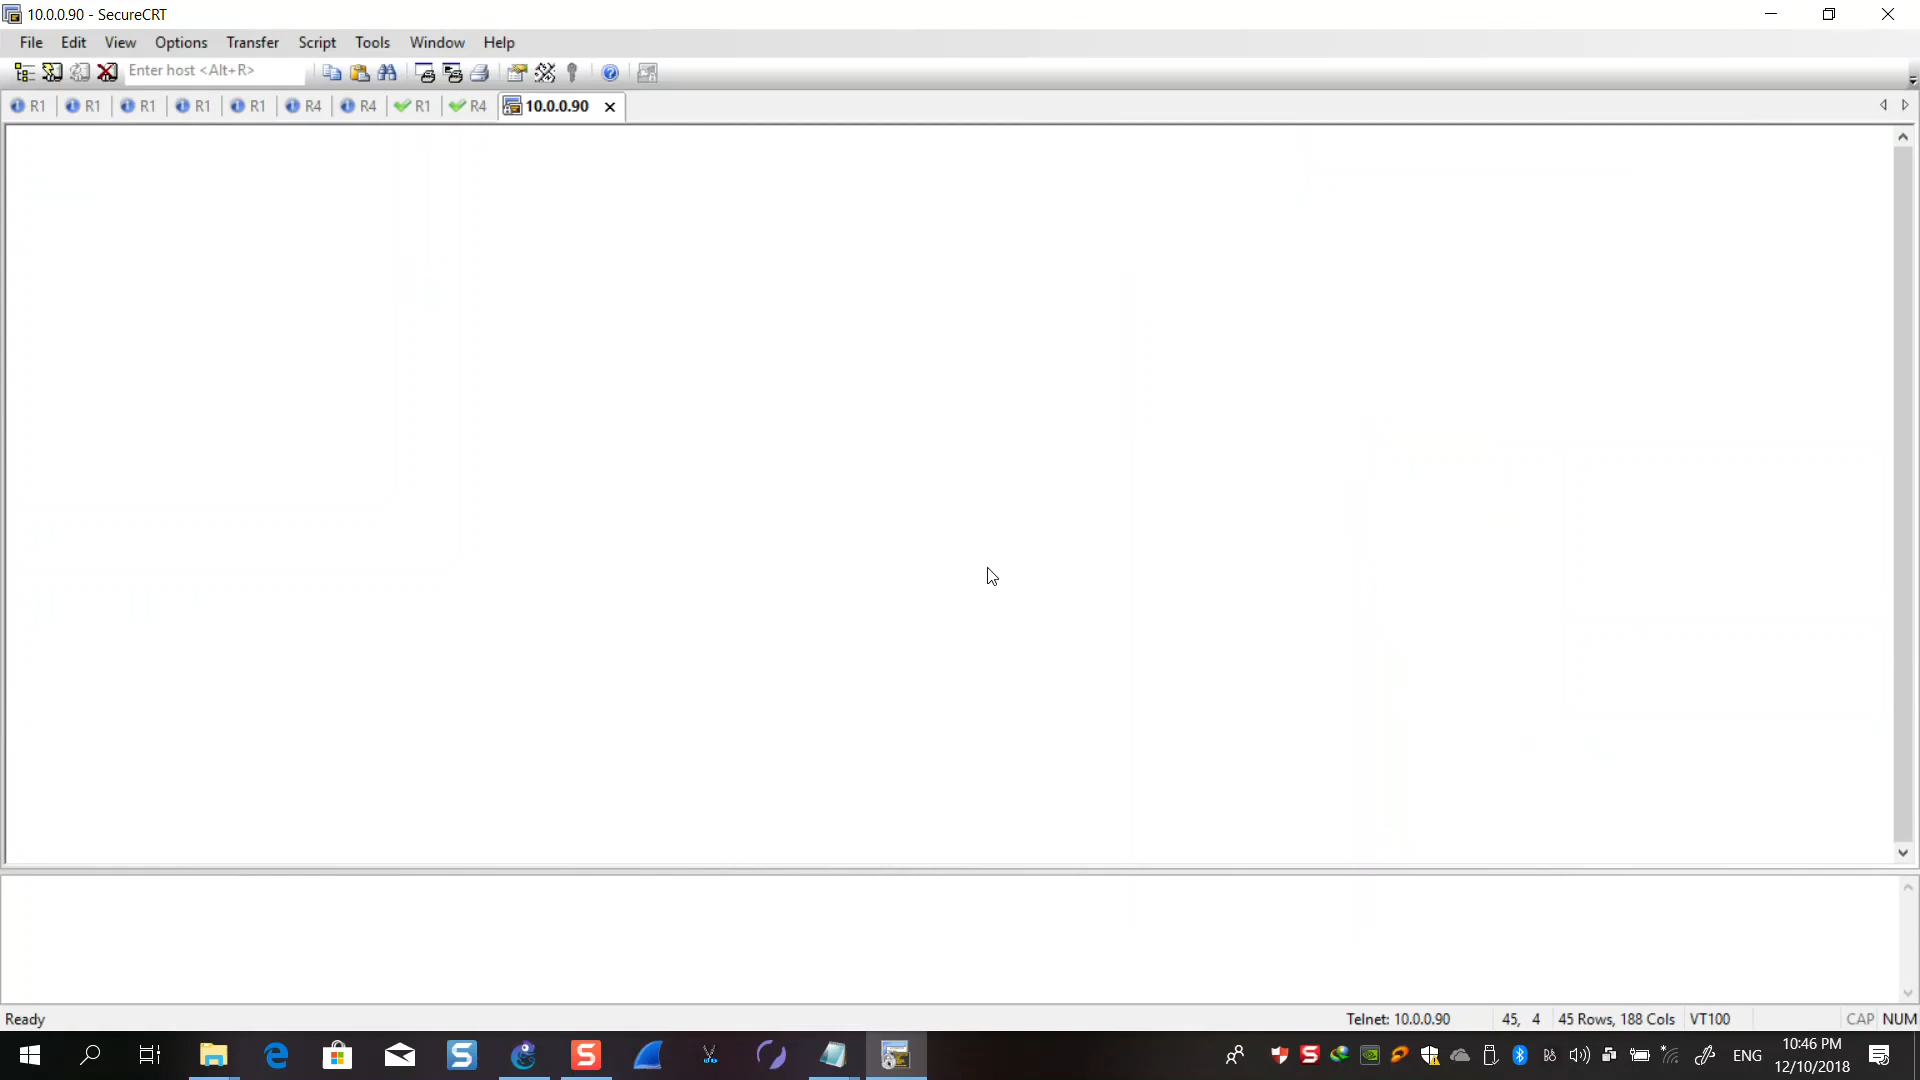 10.0.0.90 - SecureCRT
File Edit View Options Transfer Script Tools Window Help
Enter host <Alt+R>
R1 R1 R1 R1 R1 R4 R4 R1 R4 10.0.0.90
Ready Telnet: 10.0.0.90 45, 4 45 Rows, 188 Cols VT100 CAP NUM
ENG
10:46 PM
12/10/2018